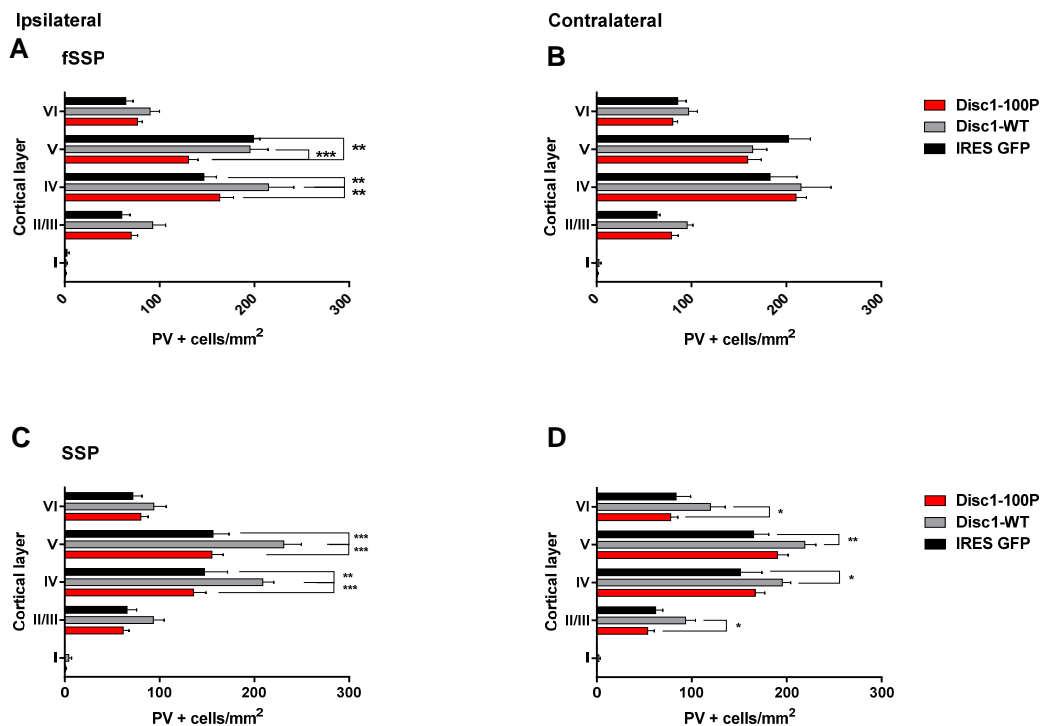 Ipsilateral
Contralateral
A
fSSP
B
VI
V
IV
II/III
I
Cortical layer
***
**
**
**
0
100
200
300
PV + cells/mm²
VI
V
IV
II/III
I
Cortical layer
0
100
200
300
PV + cells/mm²
Disc1-100P
Disc1-WT
IRES GFP
C
SSP
D
VI
V
IV
II/III
I
Cortical layer
***
***
**
***
0
100
200
300
PV + cells/mm²
VI
V
IV
II/III
I
Cortical layer
*
**
*
*
0
100
200
300
PV + cells/mm²
Disc1-100P
Disc1-WT
IRES GFP